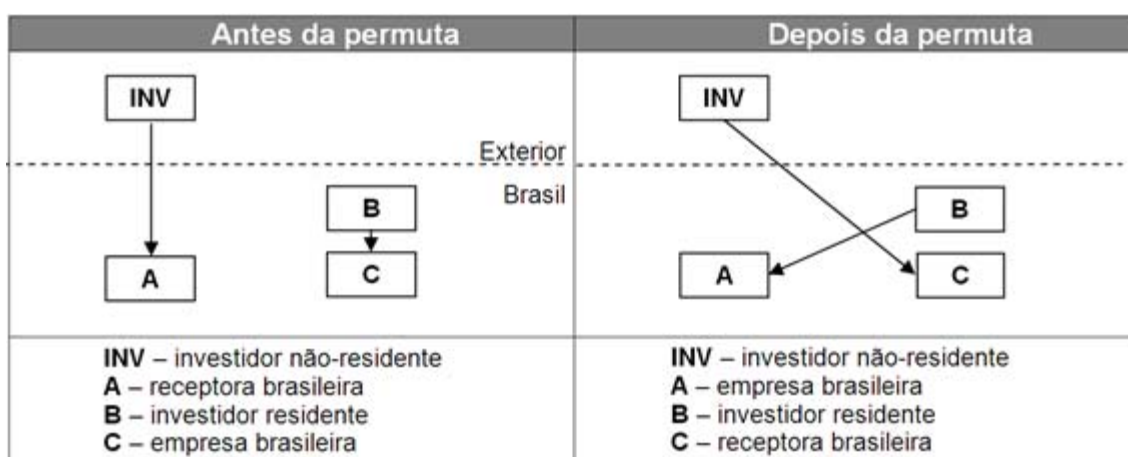 Antes da permuta
INV
Exterior
Brasil
B
A
C
INV – investidor não-residente
A – receptora brasileira
B – investidor residente
C – empresa brasileira
Depois da permuta
INV
B
A
C
INV – investidor não-residente
A – empresa brasileira
B – investidor residente
C – receptora brasileira